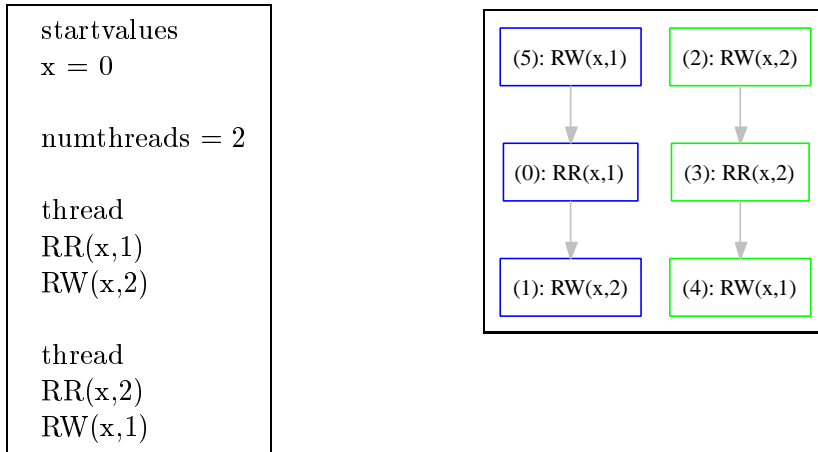 startvalues
x = 0
numthreads = 2
thread
RR(x,1)
RW(x,2)
thread
RR(x,2)
RW(x,1)
(5): RW(x,1)
(2): RW(x,2)
(0): RR(x,1)
(3): RR(x,2)
(1): RW(x,2)
(4): RW(x,1)